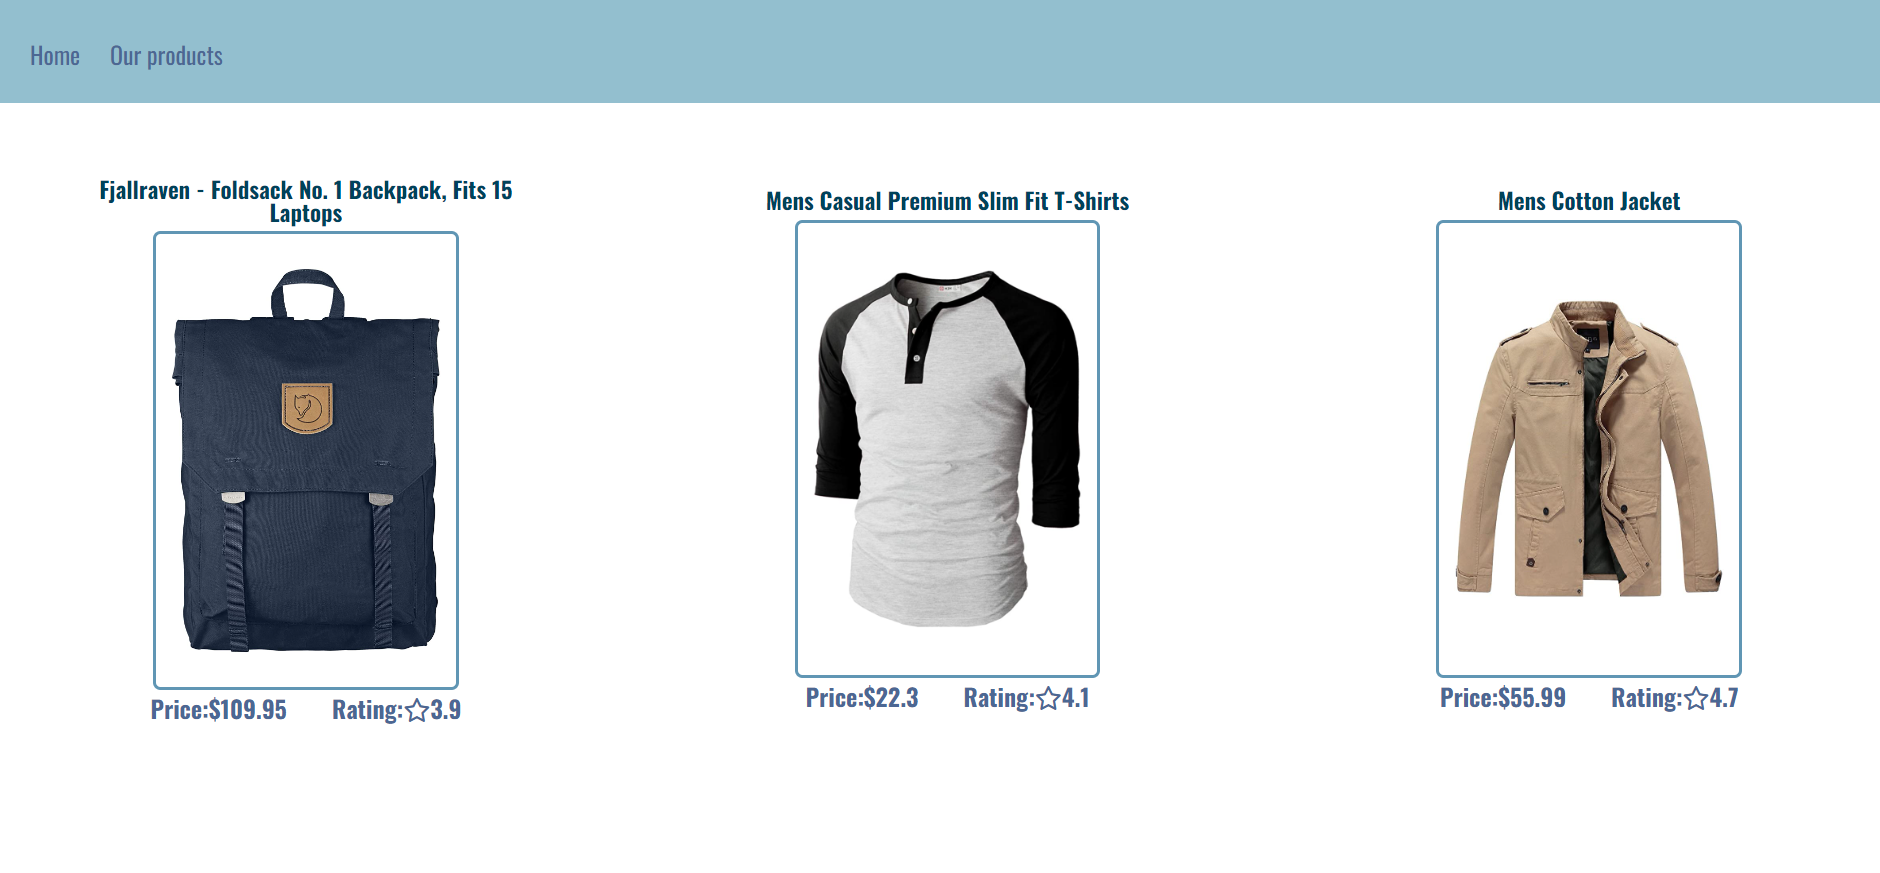 Home Our products
Fjallraven - Foldsack No. 1 Backpack, Fits 15
Laptops
Mens Casual Premium Slim Fit T-Shirts
Mens Cotton Jacket
Price:$109.95 Rating:☆3.9
Price:$22.3 Rating:☆4.1
Price:$55.99 Rating:☆4.7